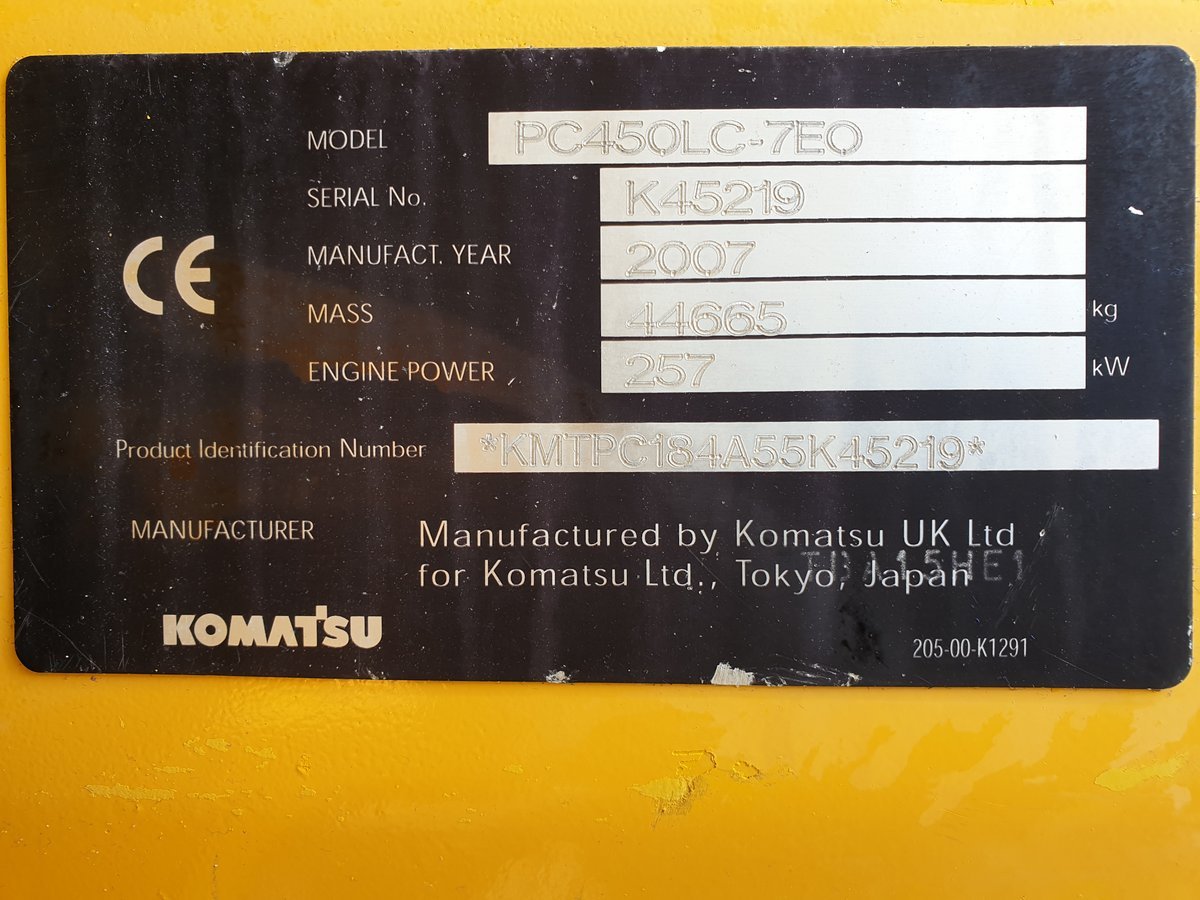 MODEL PC450LC-7EO
SERIAL No. K45219
MANUFACT. YEAR 2007
CE
MASS 44665 kg
ENGINE POWER 257 kW
Product Identification Number *KMTPC184A55K45219*
MANUFACTURER Manufactured by Komatsu UK Ltd
for Komatsu Ltd., Tokyo, Japan
KOMATSU
205-00-K1291